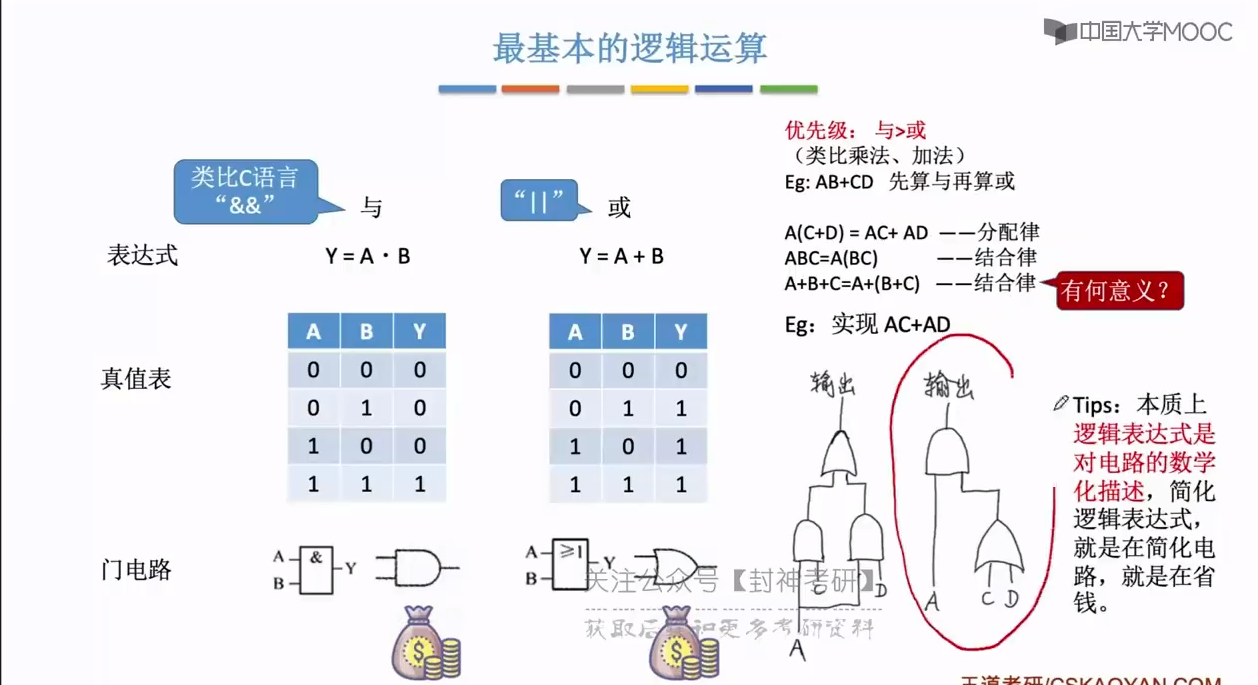 中国大学MOOC
最基本的逻辑运算
类比C语言
“&&”
与
“||”
或
表达式
Y = A · B
Y = A + B
真值表
A B Y
0 0 0
0 1 0
1 0 0
1 1 1
A B Y
0 0 0
0 1 1
1 0 1
1 1 1
门电路
A
B
&
Y
A
B
≥1
Y
$
$
优先级： 与>或
（类比乘法、加法）
Eg: AB+CD 先算与再算或
A(C+D) = AC+ AD ——分配律
ABC=A(BC) ——结合律
A+B+C=A+(B+C) ——结合律
有何意义？
Eg： 实现 AC+AD
输出
C
D
A
输出
A
C D
Tips：本质上
逻辑表达式是
对电路的数学
化描述，简化
逻辑表达式，
就是在简化电
路，就是在省
钱。
关注公众号【封神考研】
更多考研资料
王道考研/CSKAOYAN.COM